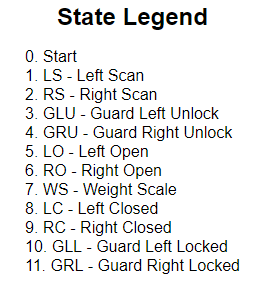 State Legend
0. Start
1. LS - Left Scan
2. RS - Right Scan
3. GLU - Guard Left Unlock
4. GRU - Guard Right Unlock
5. LO - Left Open
6. RO - Right Open
7. WS - Weight Scale
8. LC - Left Closed
9. RC - Right Closed
10. GLL - Guard Left Locked
11. GRL - Guard Right Locked